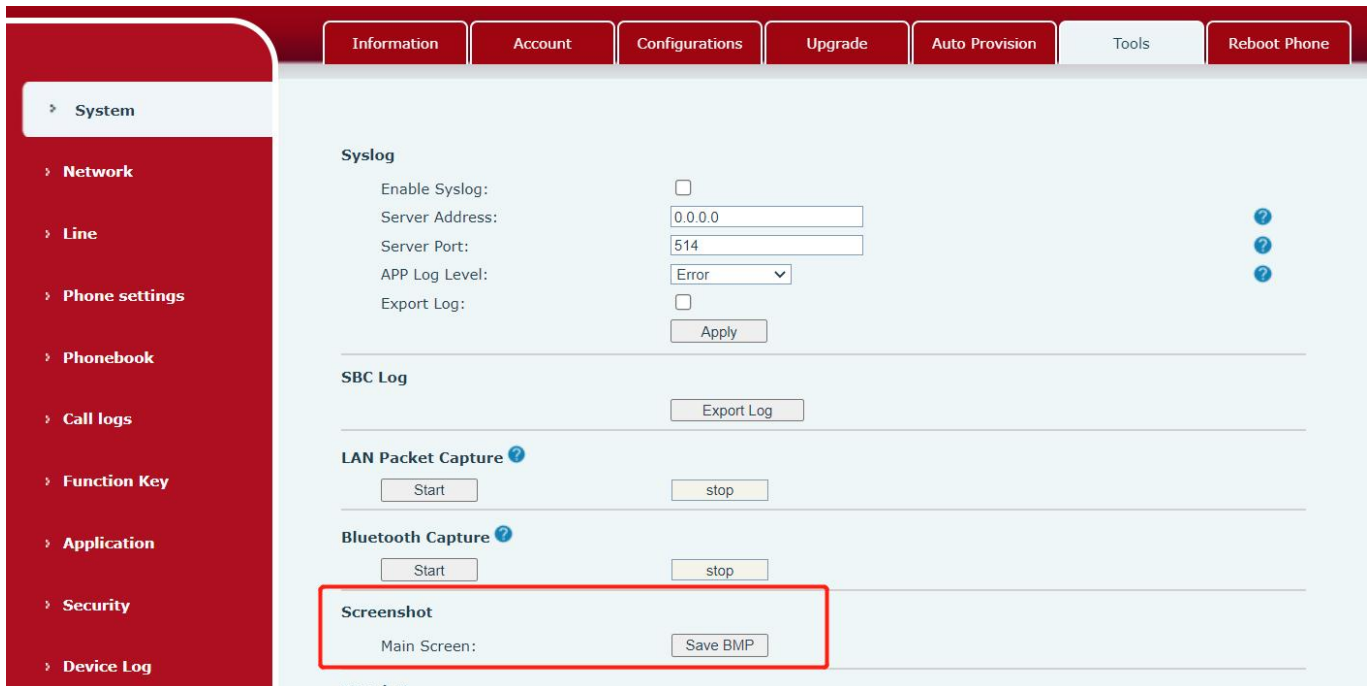 Information Account Configurations Upgrade Auto Provision Tools Reboot Phone
System
Network
Line
Phone settings
Phonebook
Call logs
Function Key
Application
Security
Device Log
Syslog
Enable Syslog:
Server Address: 0.0.0.0
Server Port: 514
APP Log Level: Error
Export Log:
Apply
SBC Log
Export Log
LAN Packet Capture
Start stop
Bluetooth Capture
Start stop
Screenshot
Main Screen: Save BMP